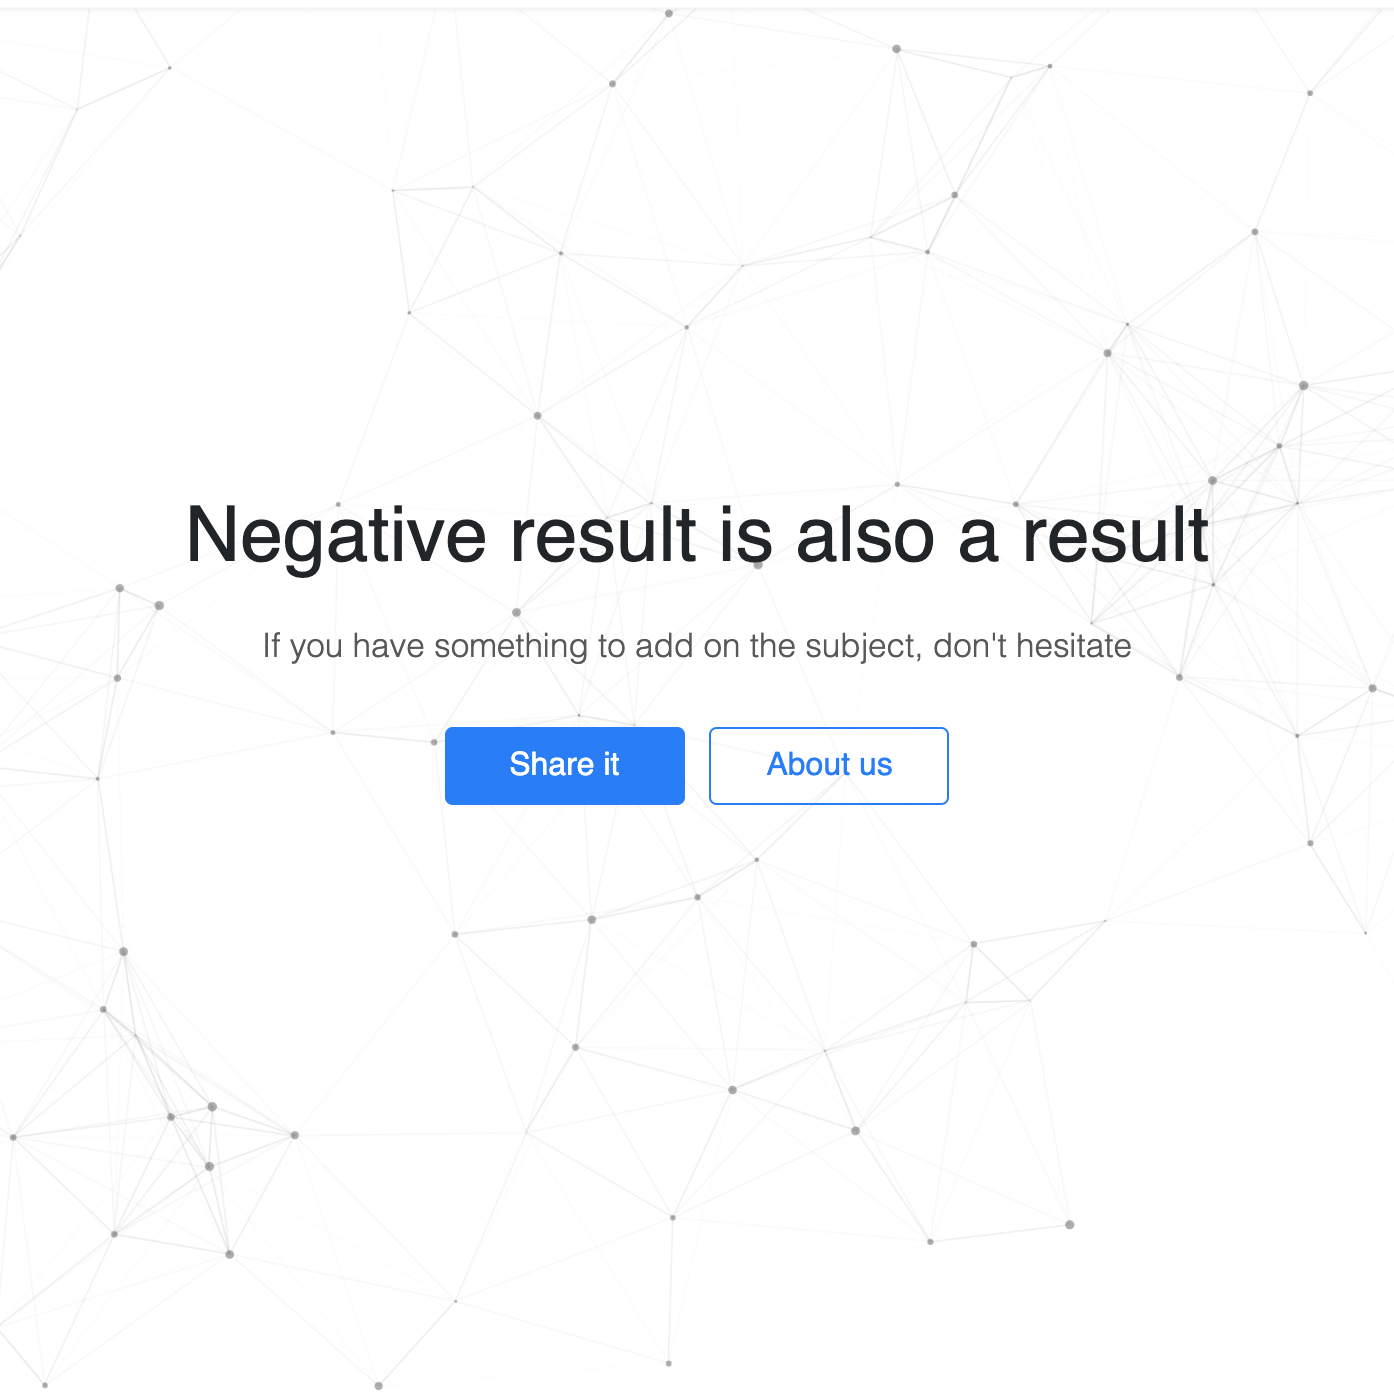 Negative result is also a result
If you have something to add on the subject, don't hesitate
Share it
About us